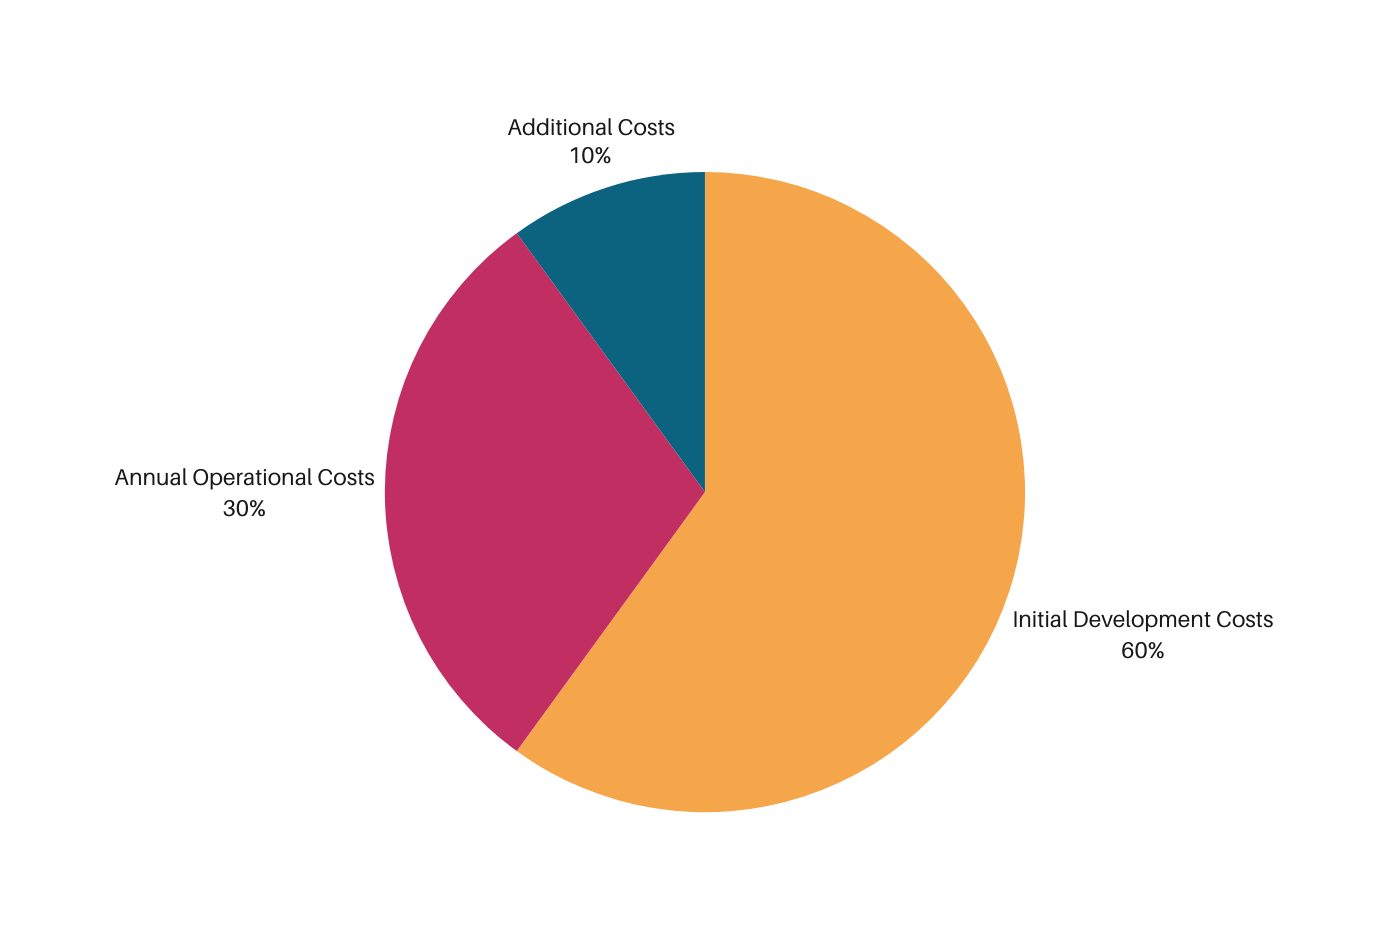 Additional Costs
10%
Annual Operational Costs
30%
Initial Development Costs
60%